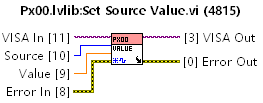 Px00.lvlib:Set Source Value.vi (4815)
VISA In [11]
Source [10]
Value [9]
Error In [8]
PX00
VALUE
[3] VISA Out
[0] Error Out